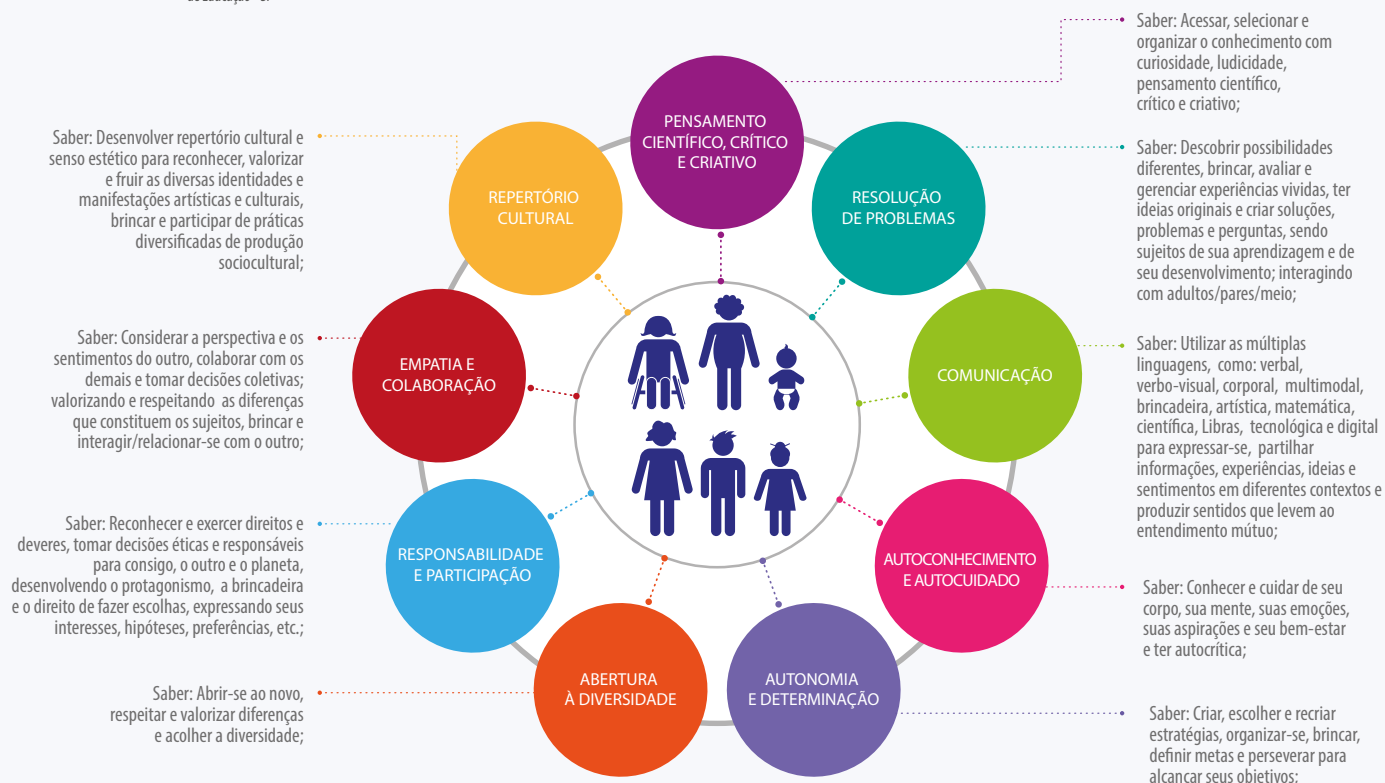 Saber: Acessar, selecionar e
organizar o conhecimento com
curiosidade, ludicidade,
pensamento científico,
crítico e criativo;
PENSAMENTO
CIENTÍFICO, CRÍTICO
E CRIATIVO
Saber: Desenvolver repertório cultural e
senso estético para reconhecer, valorizar
e fruir as diversas identidades e
manifestações artísticas e culturais,
brincar e participar de práticas
diversificadas de produção
sociocultural;
REPERTÓRIO
CULTURAL
RESOLUÇÃO
DE PROBLEMAS
Saber: Descobrir possibilidades
diferentes, brincar, avaliar e
gerenciar experiências vividas, ter
ideias originais e criar soluções,
problemas e perguntas, sendo
sujeitos de sua aprendizagem e de
seu desenvolvimento; interagindo
com adultos/pares/meio;
Saber: Considerar a perspectiva e os
sentimentos do outro, colaborar com os
demais e tomar decisões coletivas;
valorizando e respeitando as diferenças
que constituem os sujeitos, brincar e
interagir/relacionar-se com o outro;
EMPATIA E
COLABORAÇÃO
COMUNICAÇÃO
Saber: Utilizar as múltiplas
linguagens, como: verbal,
verbo-visual, corporal, multimodal,
brincadeira, artística, matemática,
científica, Libras, tecnológica e digital
para expressar-se, partilhar
informações, experiências, ideias e
sentimentos em diferentes contextos e
produzir sentidos que levem ao
entendimento mútuo;
Saber: Reconhecer e exercer direitos e
deveres, tomar decisões éticas e responsáveis
para consigo, o outro e o planeta,
desenvolvendo o protagonismo, a brincadeira
e o direito de fazer escolhas, expressando seus
interesses, hipóteses, preferências, etc.;
RESPONSABILIDADE
E PARTICIPAÇÃO
AUTOCONHECIMENTO
E AUTOCUIDADO
Saber: Conhecer e cuidar de seu
corpo, sua mente, suas emoções,
suas aspirações e seu bem-estar
e ter autocrítica;
Saber: Abrir-se ao novo,
respeitar e valorizar diferenças
e acolher a diversidade;
ABERTURA
À DIVERSIDADE
AUTONOMIA
E DETERMINAÇÃO
Saber: Criar, escolher e recriar
estratégias, organizar-se, brincar,
definir metas e perseverar para
alcançar seus objetivos;